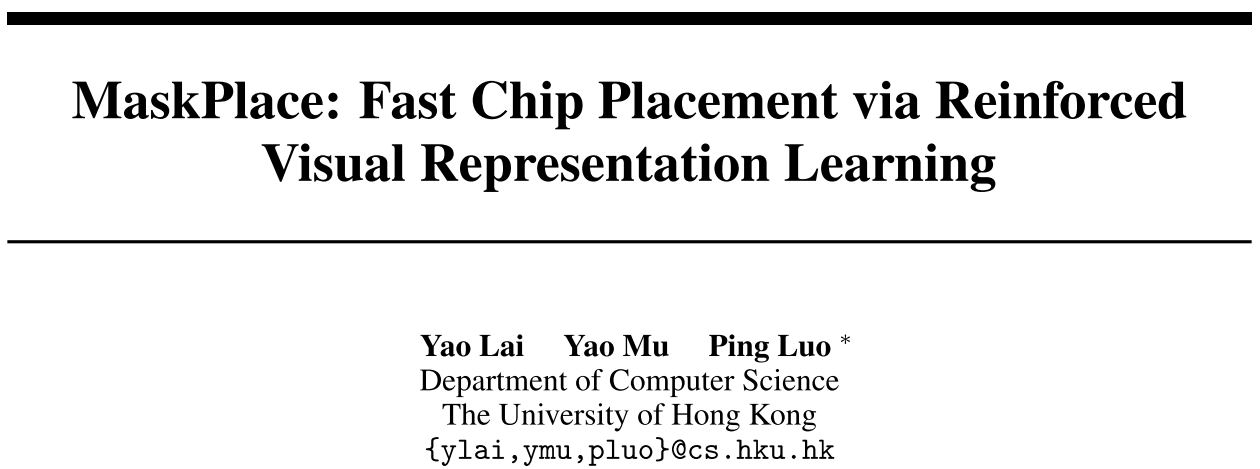 MaskPlace: Fast Chip Placement via Reinforced
Visual Representation Learning
Yao Lai Yao Mu Ping Luo *
Department of Computer Science
The University of Hong Kong
{ylai,ymu,pluo}@cs.hku.hk